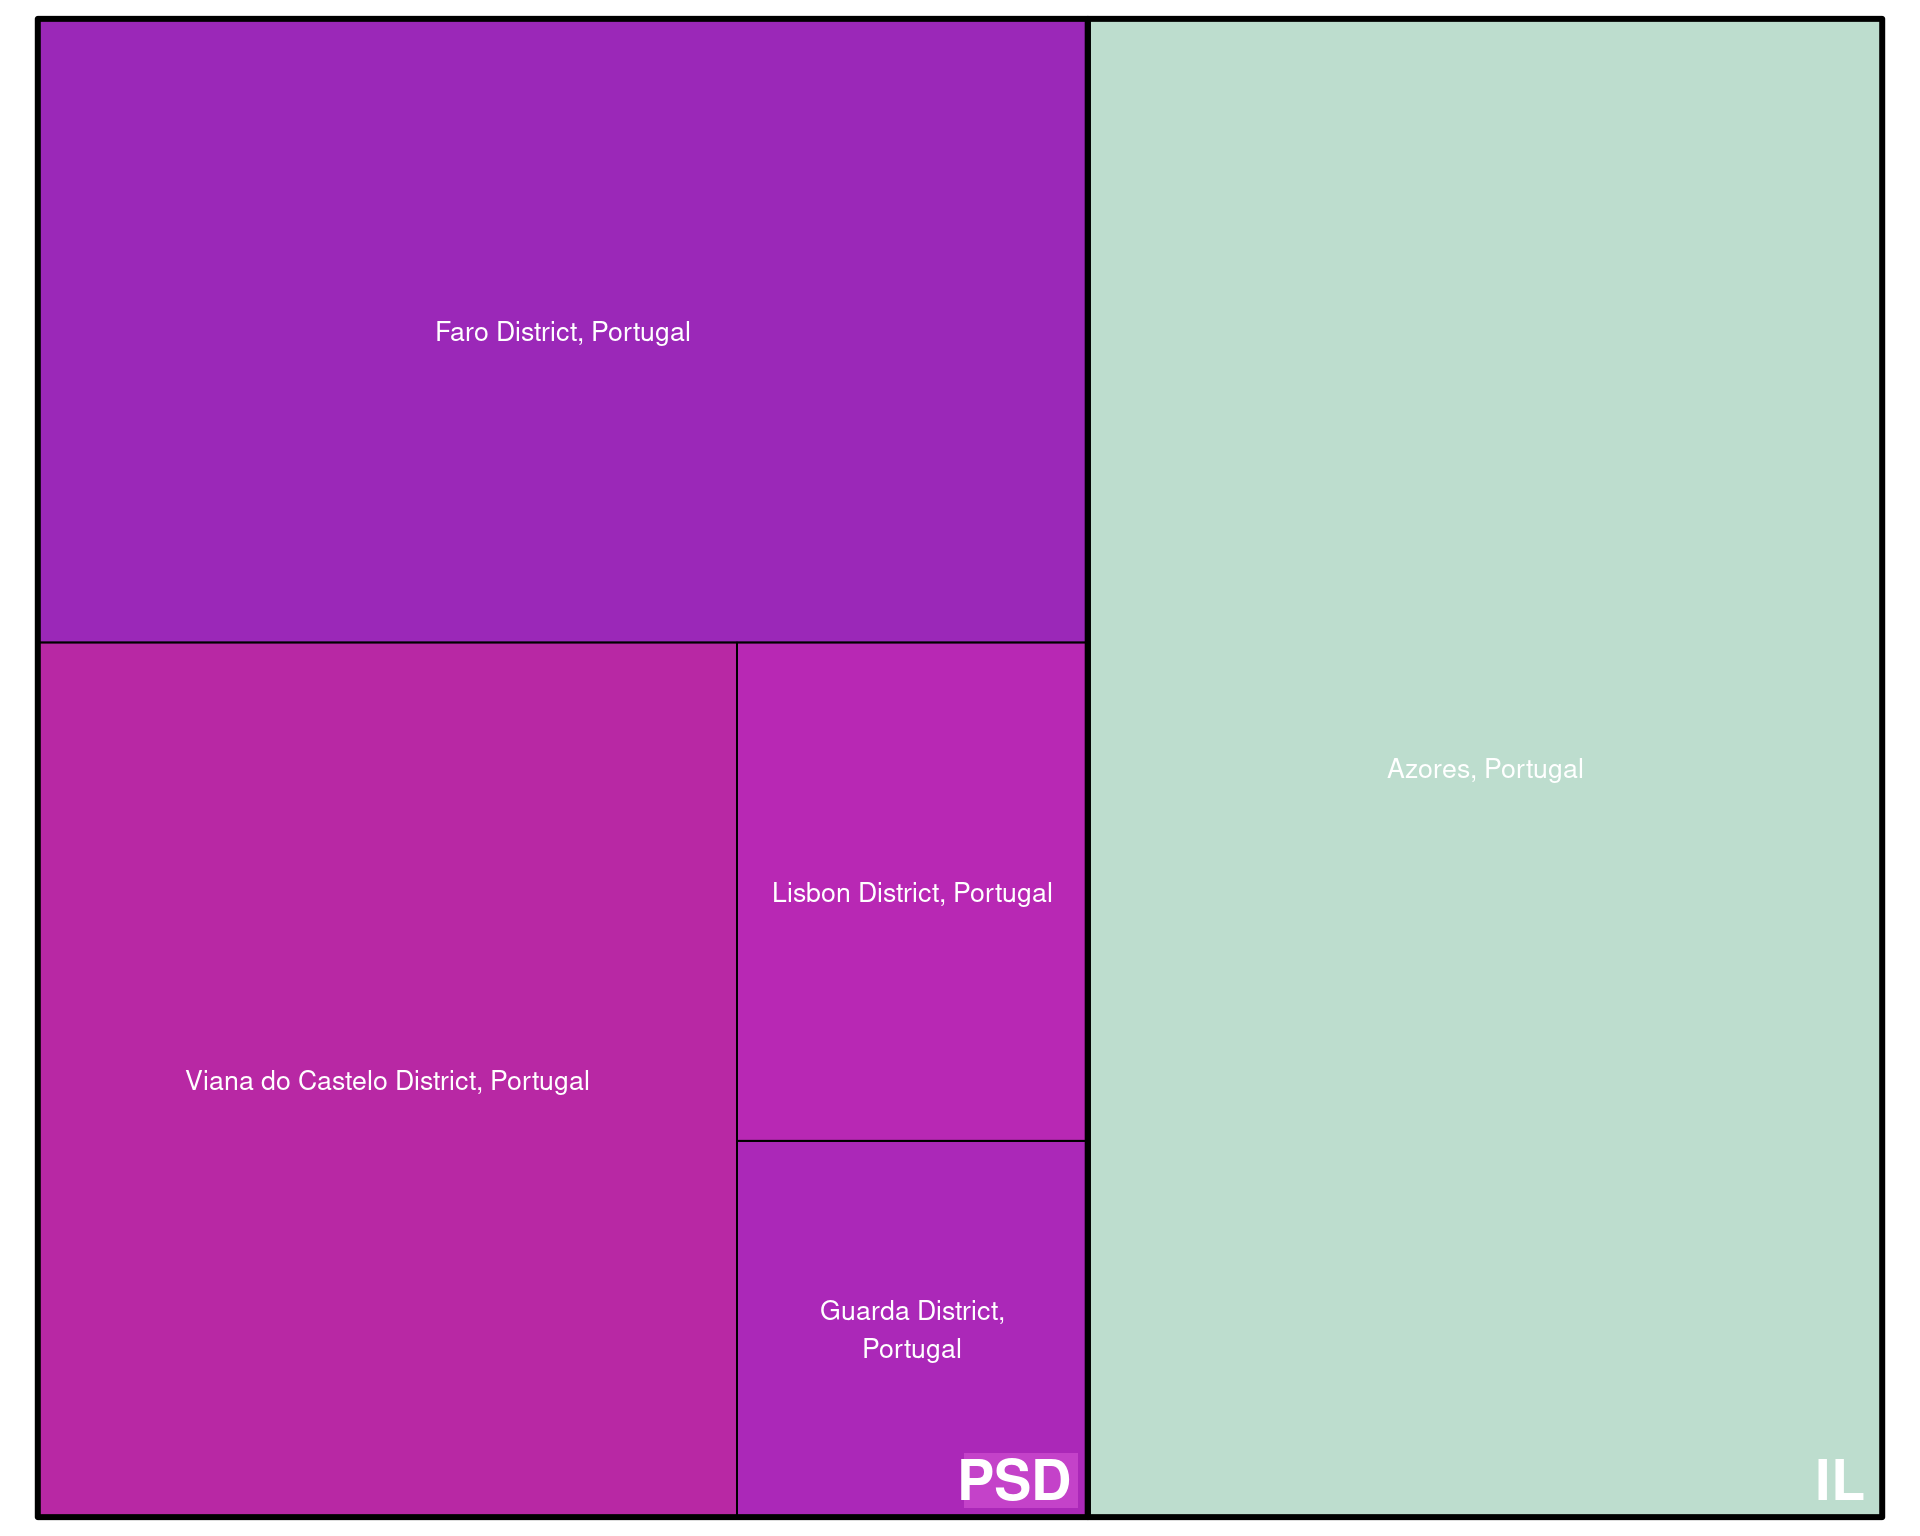 Faro District, Portugal
Azores, Portugal
Lisbon District, Portugal
Viana do Castelo District, Portugal
Guarda District,
Portugal
PSD
IL